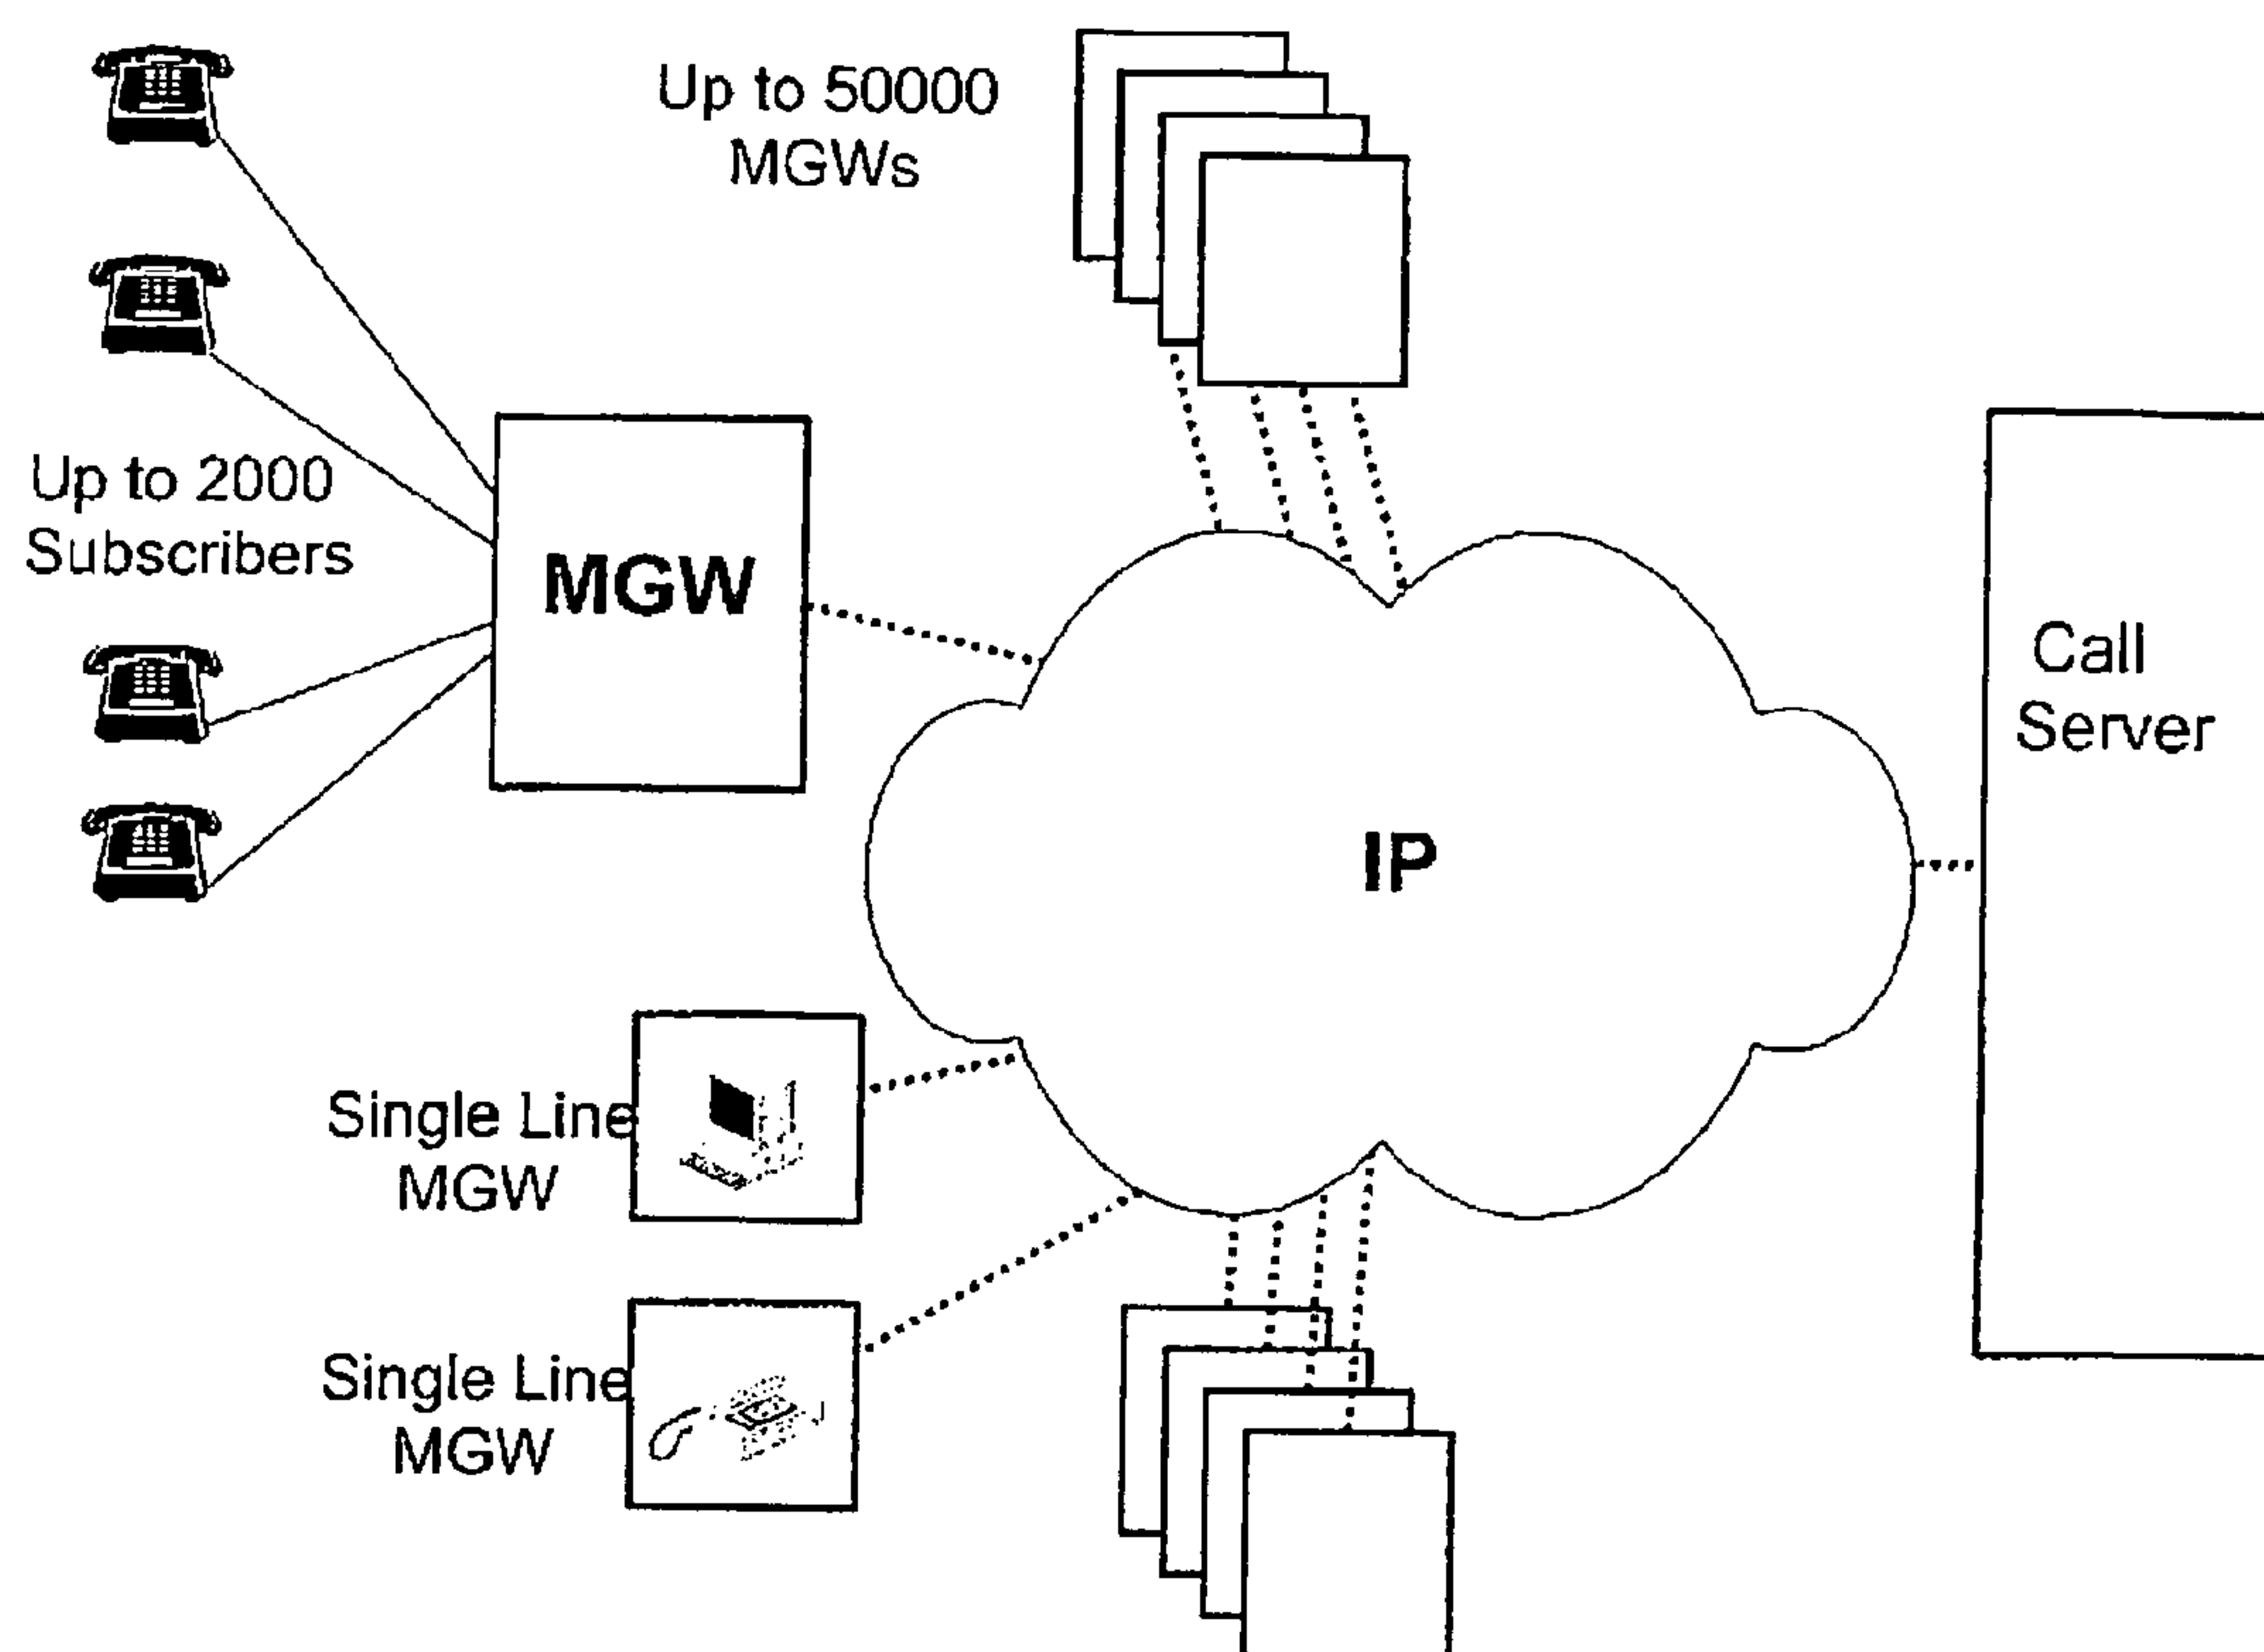 Up to 50000
MGWs
Up to 2000
Subscribers
MGW
Call
Server
IP
Single Line
MGW
Single Line
MGW